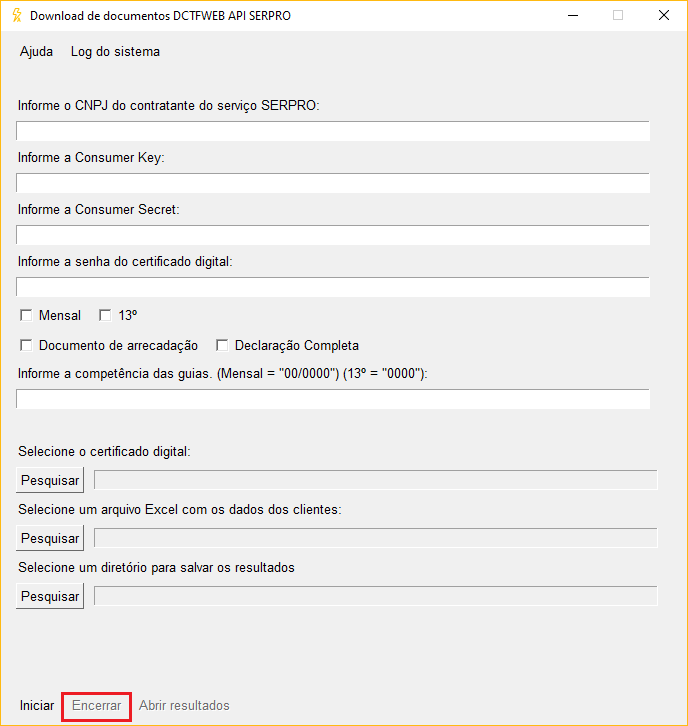 Download de documentos DCTFWEB API SERPRO
Ajuda Log do sistema
Informe o CNPJ do contratante do serviço SERPRO:
Informe a Consumer Key:
Informe a Consumer Secret:
Informe a senha do certificado digital:
Mensal 13º
Documento de arrecadação Declaração Completa
Informe a competência das guias. (Mensal = "00/0000") (13º = "0000"):
Selecione o certificado digital:
Pesquisar
Selecione um arquivo Excel com os dados dos clientes:
Pesquisar
Selecione um diretório para salvar os resultados
Pesquisar
Iniciar Encerrar Abrir resultados